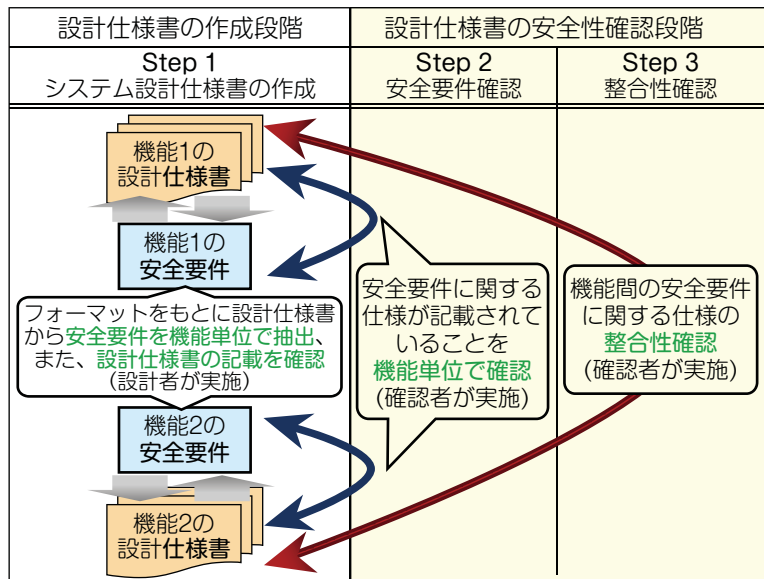 設計仕様書の作成段階
設計仕様書の安全性確認段階
Step 1
システム設計仕様書の作成
Step 2
安全要件確認
Step 3
整合性確認
機能1の
設計仕様書
機能1の
安全要件
フォーマットをもとに設計仕様書
から安全要件を機能単位で抽出、
また、設計仕様書の記載を確認
(設計者が実施)
安全要件に関する
仕様が記載されて
いることを
機能単位で確認
(確認者が実施)
機能間の安全要件
に関する仕様の
整合性確認
(確認者が実施)
機能2の
安全要件
機能2の
設計仕様書